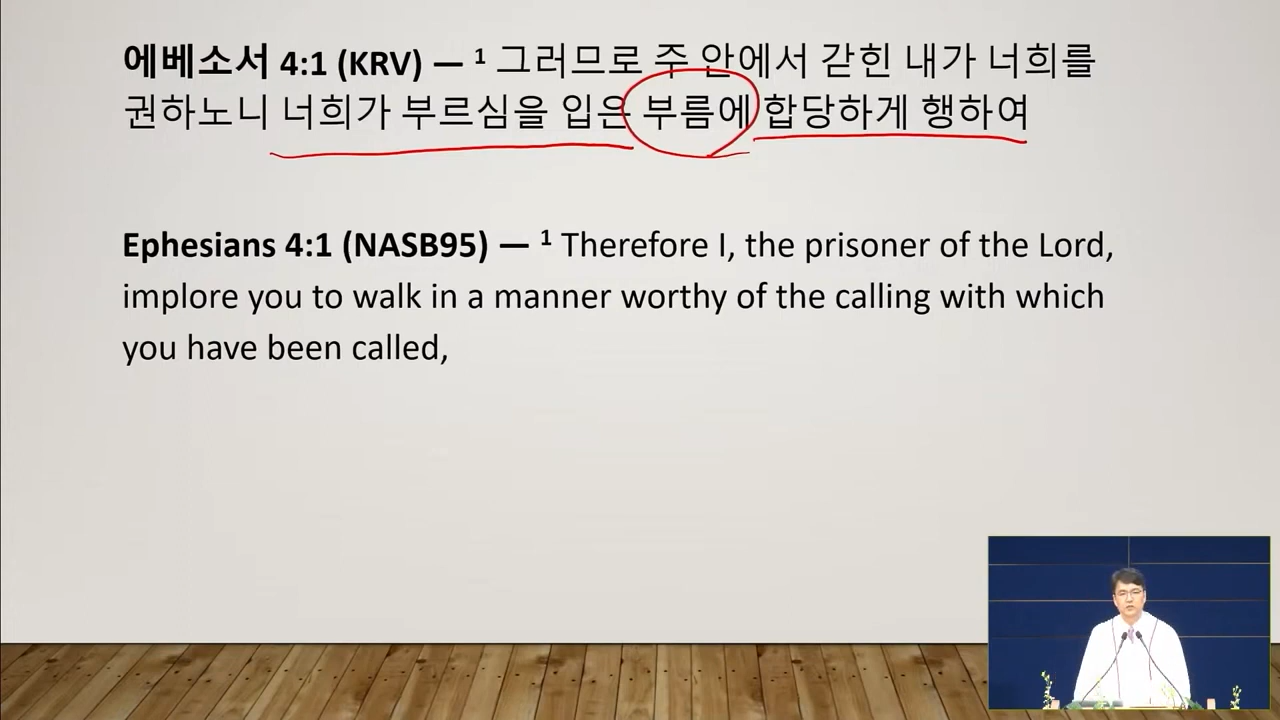 에베소서 4:1 (KRV) — ¹ 그러므로 주 안에서 갇힌 내가 너희를
권하노니 너희가 부르심을 입은 부름에 합당하게 행하여
Ephesians 4:1 (NASB95) — ¹ Therefore I, the prisoner of the Lord,
implore you to walk in a manner worthy of the calling with which
you have been called,